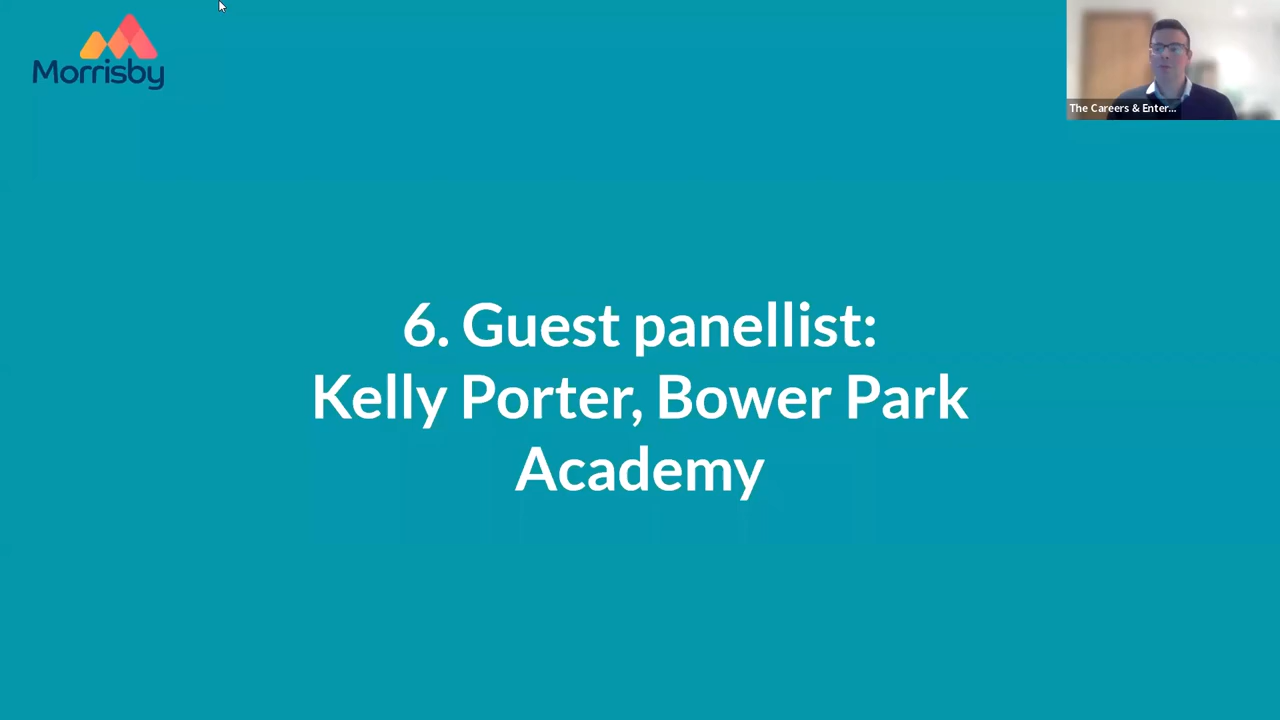 Morrisby
The Careers & Enter...
6. Guest panellist:
Kelly Porter, Bower Park
Academy